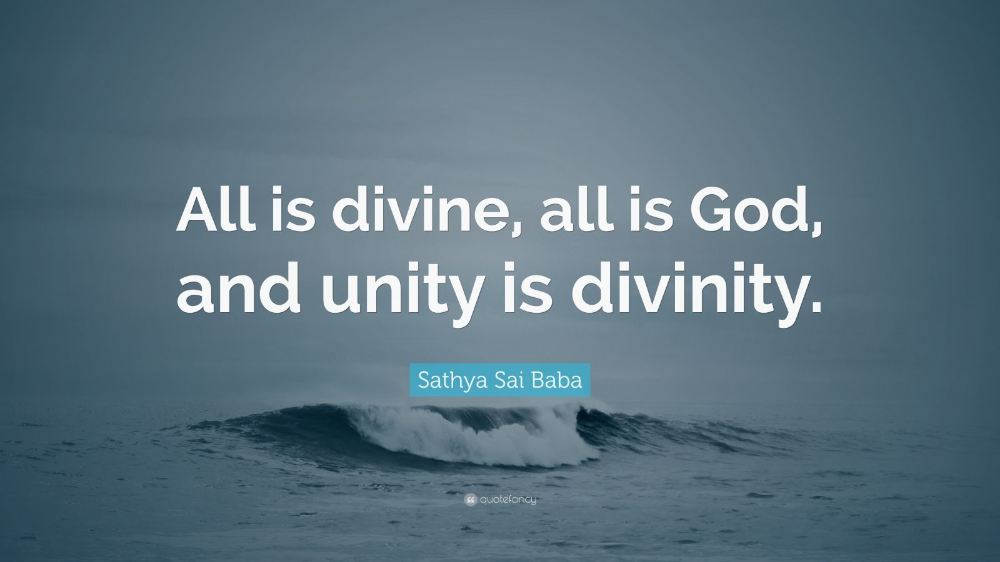 All is divine, all is God,
and unity is divinity.
Sathya Sai Baba
quotefancy